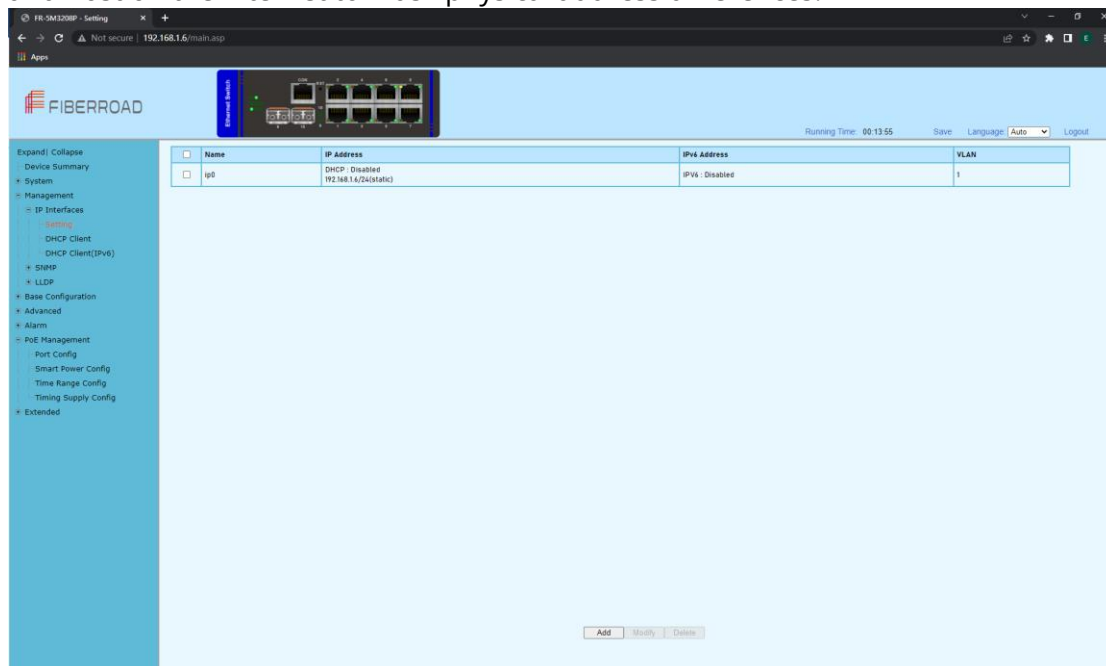 FR-5M3208P - Setting
Not secure | 192.168.1.6/main.asp
E
Apps
FIBERROAD
Ethernet Switch
Running Time: 00:13:55 Save Language Auto Logout
Expand| Collapse
Device Summary
System
Management
IP Interfaces
Setting
DHCP Client
DHCP Client(IPv6)
SNMP
LLDP
Base Configuration
Advanced
Alarm
PoE Management
Port Config
Smart Power Config
Time Range Config
Timing Supply Config
Extended
Name IP Address IPv6 Address VLAN
ip0 DHCP : Disabled IPV6 : Disabled 1
192.168.1.6/24(static)
Add Modify Delete